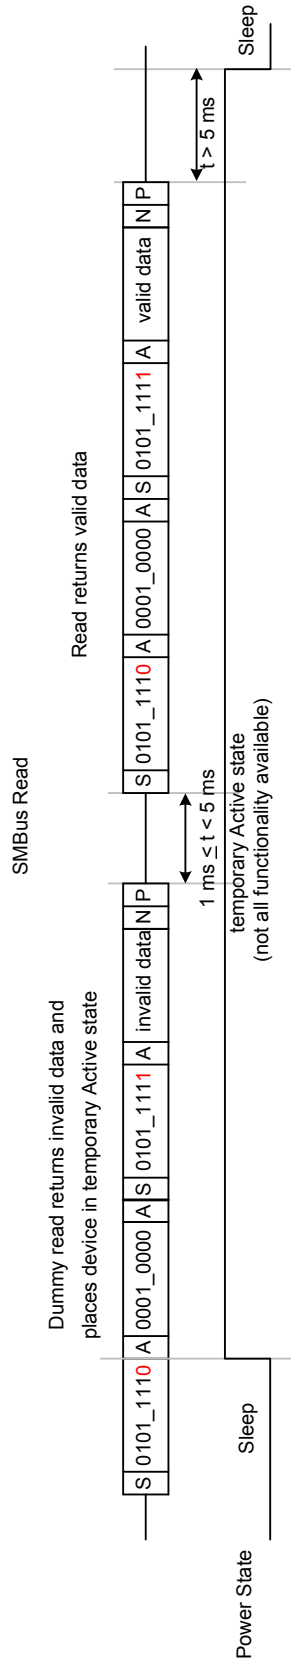 SMBus Read
Dummy read returns invalid data and
places device in temporary Active state
Read returns valid data
S 0101_1110 A 0001_0000 A S 0101_1111 A invalid data N P
S 0101_1110 A 0001_0000 A S 0101_1111 A valid data N P
1 ms ≤ t < 5 ms
t > 5 ms
Power State
Sleep
temporary Active state
(not all functionality available)
Sleep